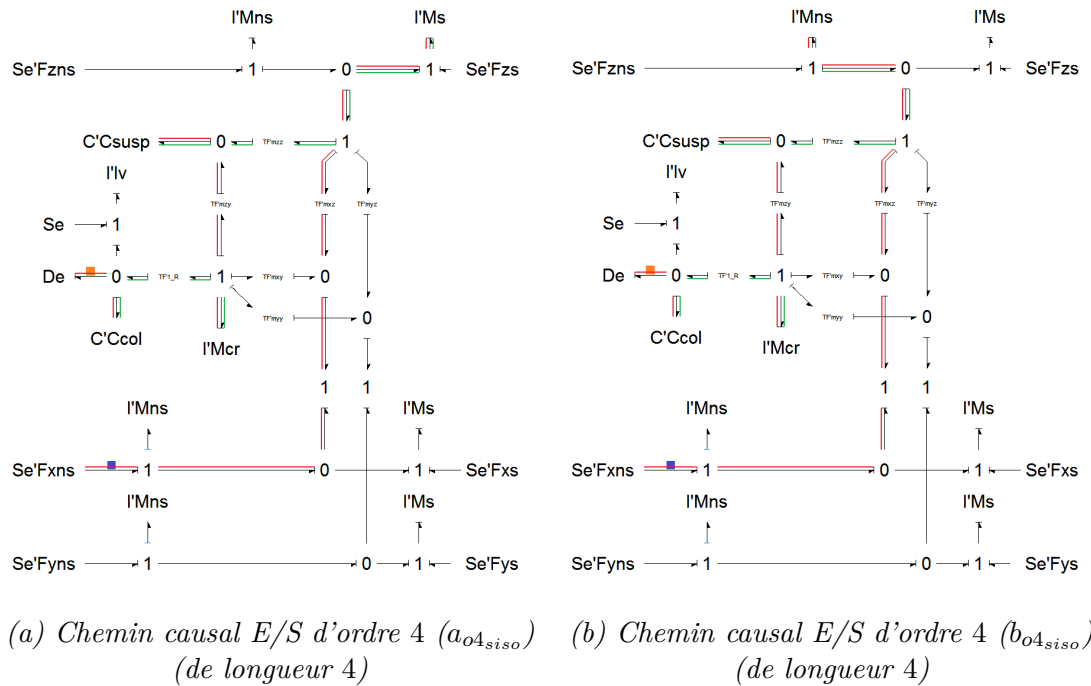 I'Mns I'Ms
Se'Fzns 1 0 1 Se'Fzs
C'Csusp 0 TF'mzz 1
I'Iv
TF'mzy TF'mxz TF'myz
Se 1
De 0 TF'1_R 1 TF'mxy 0
TF'myy 0
C'Ccol I'Mcr
1 1
I'Mns I'Ms
Se'Fxns 1 0 1 Se'Fxs
I'Mns I'Ms
Se'Fyns 1 0 1 Se'Fys
(a) Chemin causal E/S d'ordre 4 (a_{o4_{siso}})
(de longueur 4)
I'Mns I'Ms
Se'Fzns 1 0 1 Se'Fzs
C'Csusp 0 TF'mzz 1
I'Iv
TF'mzy TF'mxz TF'myz
Se 1
De 0 TF'1_R 1 TF'mxy 0
TF'myy 0
C'Ccol I'Mcr
1 1
I'Mns I'Ms
Se'Fxns 1 0 1 Se'Fxs
I'Mns I'Ms
Se'Fyns 1 0 1 Se'Fys
(b) Chemin causal E/S d'ordre 4 (b_{o4_{siso}})
(de longueur 4)